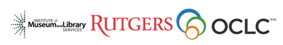 INSTITUTE of
Museum and Library
SERVICES
RUTGERS
OCLC